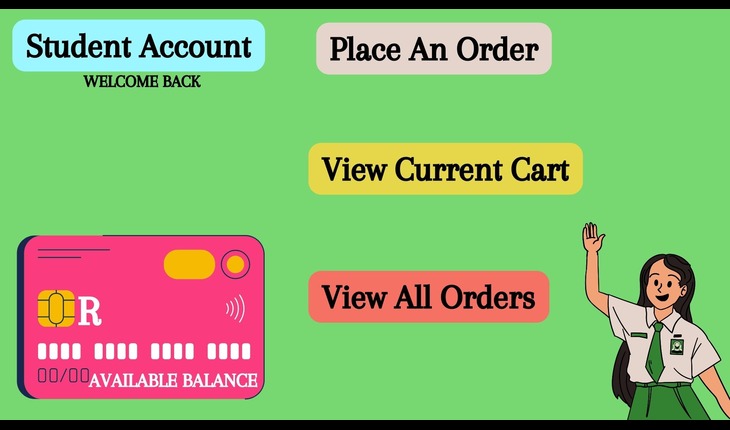 Student Account
WELCOME BACK
Place An Order
View Current Cart
View All Orders
R
00/00
AVAILABLE BALANCE